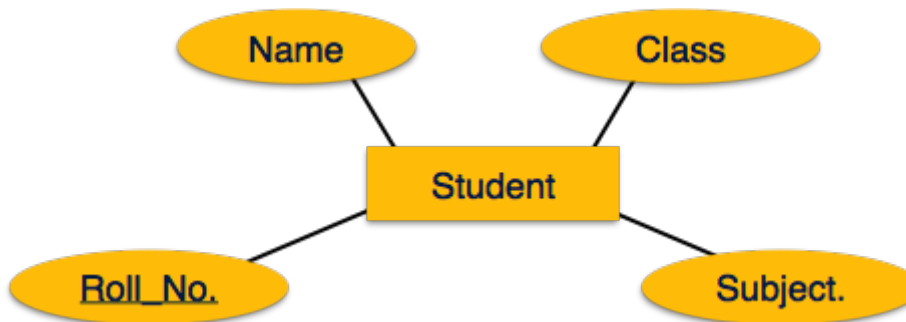 Name
Class
Student
Roll_No.
Subject.